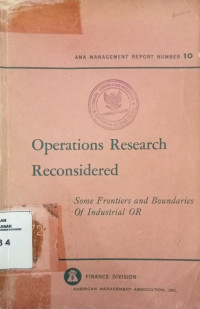 AMA MANAGEMENT REPORT NUMBER 10
Operations Research
Reconsidered
Some Frontiers and Boundaries
Of Industrial OR
FINANCE DIVISION
AMERICAN MANAGEMENT ASSOCIATION, INC.